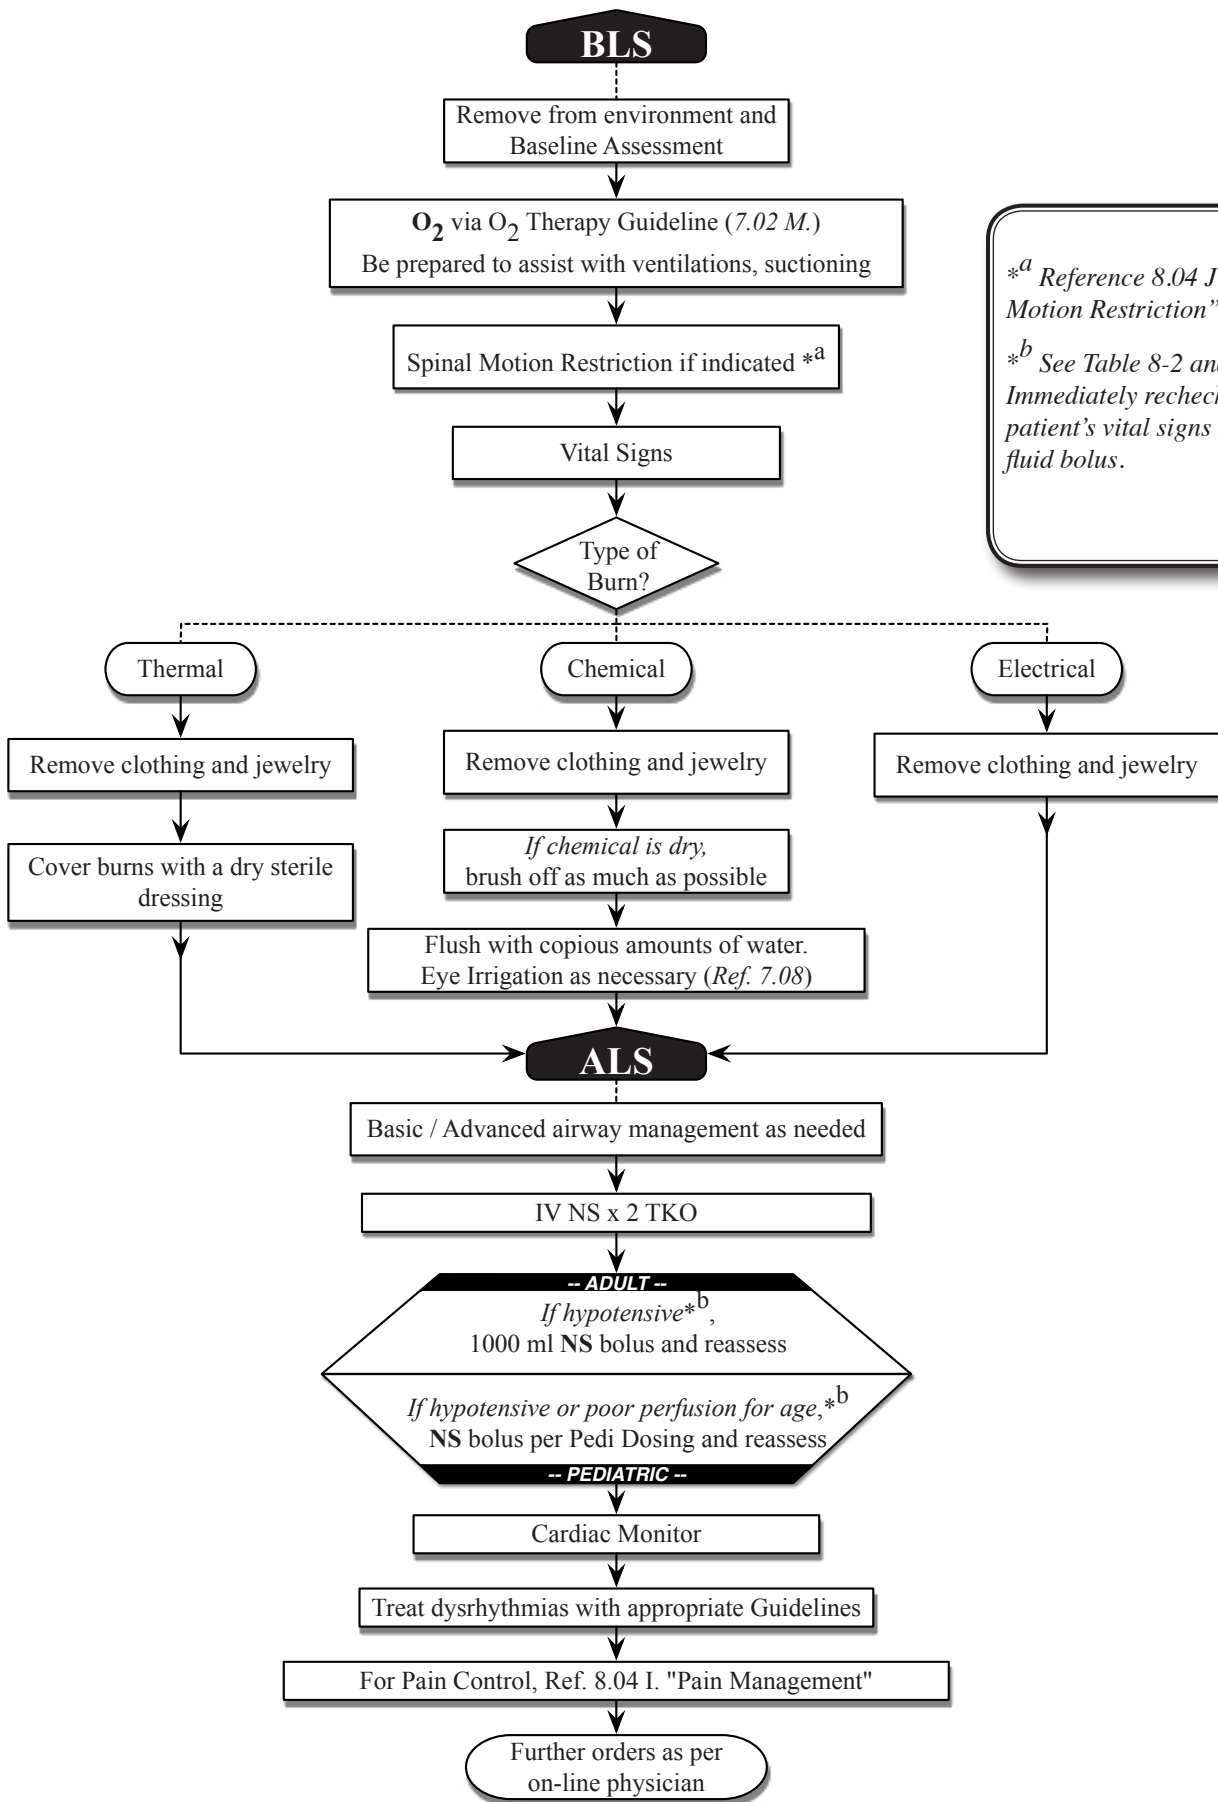 BLS
Remove from environment and
Baseline Assessment
O2 via O2 Therapy Guideline (7.02 M.)
Be prepared to assist with ventilations, suctioning
Spinal Motion Restriction if indicated *a
Vital Signs
*a Reference 8.04 J
Motion Restriction”
*b See Table 8-2 and
Immediately recheck
patient’s vital signs
fluid bolus.
Type of
Burn?
Thermal
Remove clothing and jewelry
Cover burns with a dry sterile
dressing
Chemical
Remove clothing and jewelry
If chemical is dry,
brush off as much as possible
Flush with copious amounts of water.
Eye Irrigation as necessary (Ref. 7.08)
Electrical
Remove clothing and jewelry
ALS
Basic / Advanced airway management as needed
IV NS x 2 TKO
-- ADULT --
If hypotensive*b,
1000 ml NS bolus and reassess
If hypotensive or poor perfusion for age,*b
NS bolus per Pedi Dosing and reassess
-- PEDIATRIC --
Cardiac Monitor
Treat dysrhythmias with appropriate Guidelines
For Pain Control, Ref. 8.04 I. "Pain Management"
Further orders as per
on-line physician